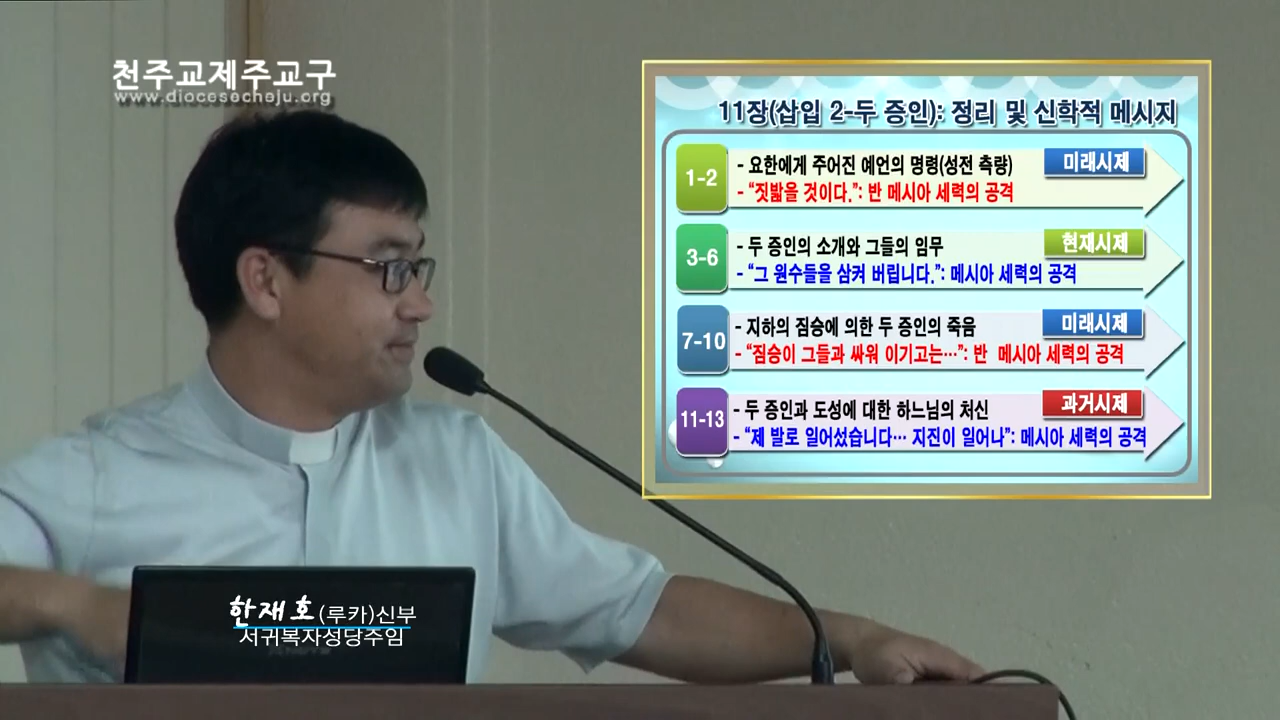 천주교제주교구
www.diocesecheju.org
11장(삽입 2-두 증인): 정리 및 신학적 메시지
1-2
- 요한에게 주어진 예언의 명령(성전 측량)
미래시제
- “짓밟을 것이다.”: 반 메시아 세력의 공격
3-6
- 두 증인의 소개와 그들의 임무
현재시제
- “그 원수들을 삼켜 버립니다.”: 메시아 세력의 공격
7-10
- 지하의 짐승에 의한 두 증인의 죽음
미래시제
- “짐승이 그들과 싸워 이기고는…”: 반 메시아 세력의 공격
11-13
- 두 증인과 도성에 대한 하느님의 처신
과거시제
- “제 발로 일어섰습니다… 지진이 일어나”: 메시아 세력의 공격
한재호(루카)신부
서귀복자성당주임